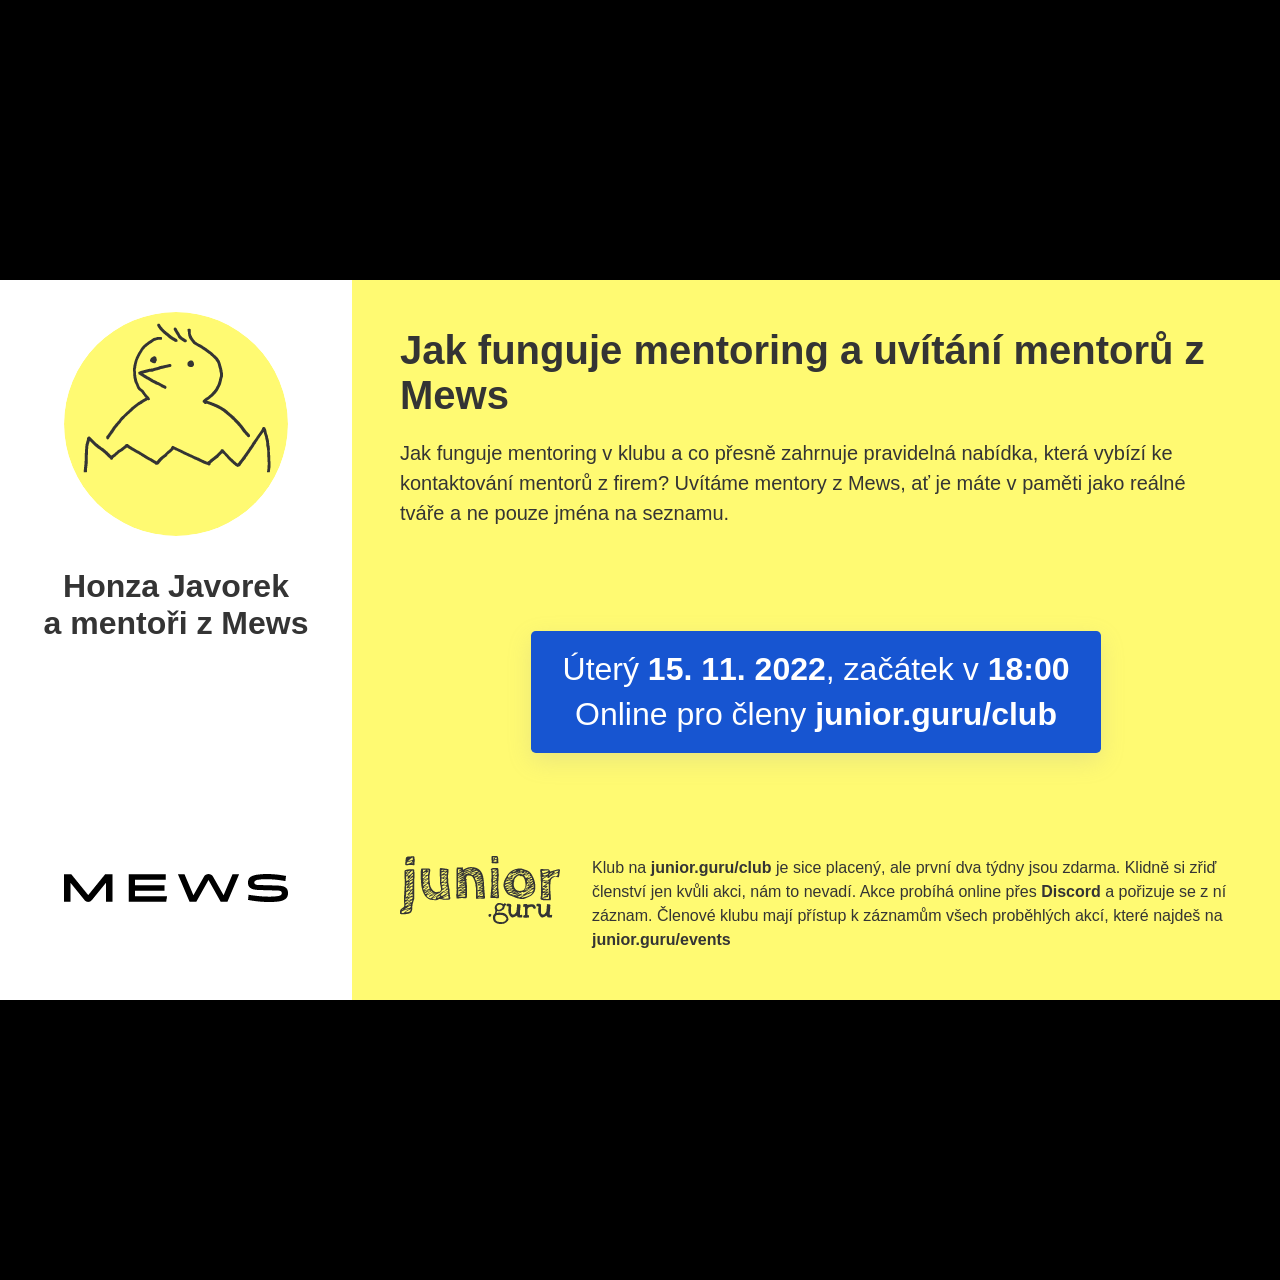 Honza Javorek
a mentoři z Mews
MEWS
Jak funguje mentoring a uvítání mentorů z
Mews
Jak funguje mentoring v klubu a co přesně zahrnuje pravidelná nabídka, která vybízí ke
kontaktování mentorů z firem? Uvítáme mentory z Mews, ať je máte v paměti jako reálné
tváře a ne pouze jména na seznamu.
Úterý 15. 11. 2022, začátek v 18:00
Online pro členy junior.guru/club
junior
.guru
Klub na junior.guru/club je sice placený, ale první dva týdny jsou zdarma. Klidně si zřiď
členství jen kvůli akci, nám to nevadí. Akce probíhá online přes Discord a pořizuje se z ní
záznam. Členové klubu mají přístup k záznamům všech proběhlých akcí, které najdeš na
junior.guru/events